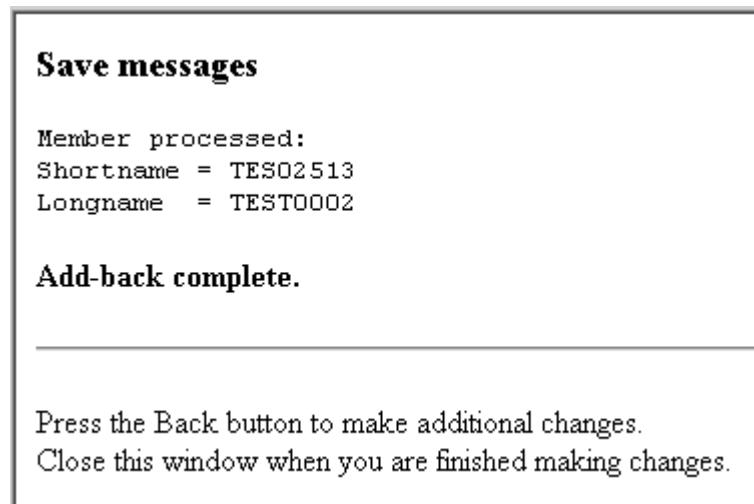 Save messages
Member processed:
Shortname = TES02513
Longname  = TEST0002
Add-back complete.
Press the Back button to make additional changes.
Close this window when you are finished making changes.